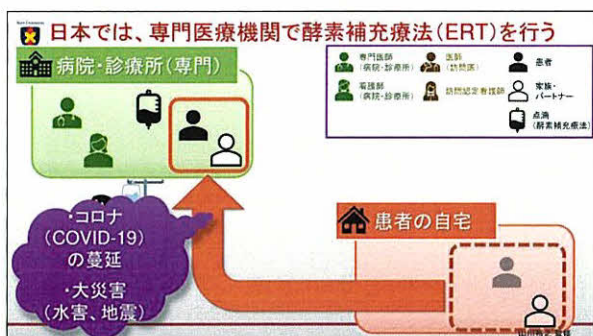 日本では、専門医療機関で酵素補充療法(ERT)を行う
病院・診療所(専門)
専門医師
(病院・診療所)
医師
(訪問医)
患者
看護師
(病院・診療所)
訪問認定看護師
家族・
パートナー
点滴
(酵素補充療法)
・コロナ
(COVID-19)
の蔓延
・大災害
(水害、地震)
患者の自宅